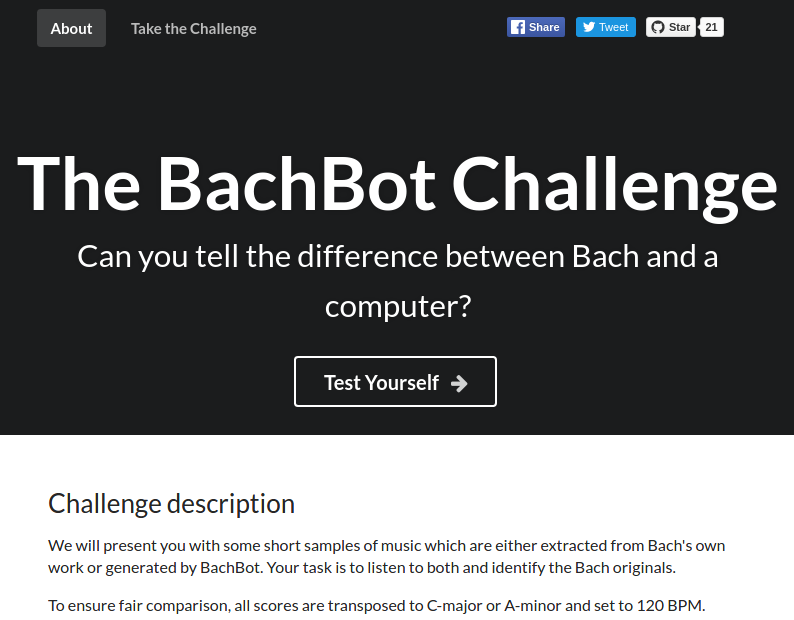 About Take the Challenge Share Tweet Star 21
The BachBot Challenge
Can you tell the difference between Bach and a
computer?
Test Yourself
Challenge description
We will present you with some short samples of music which are either extracted from Bach's own
work or generated by BachBot. Your task is to listen to both and identify the Bach originals.
To ensure fair comparison, all scores are transposed to C-major or A-minor and set to 120 BPM.